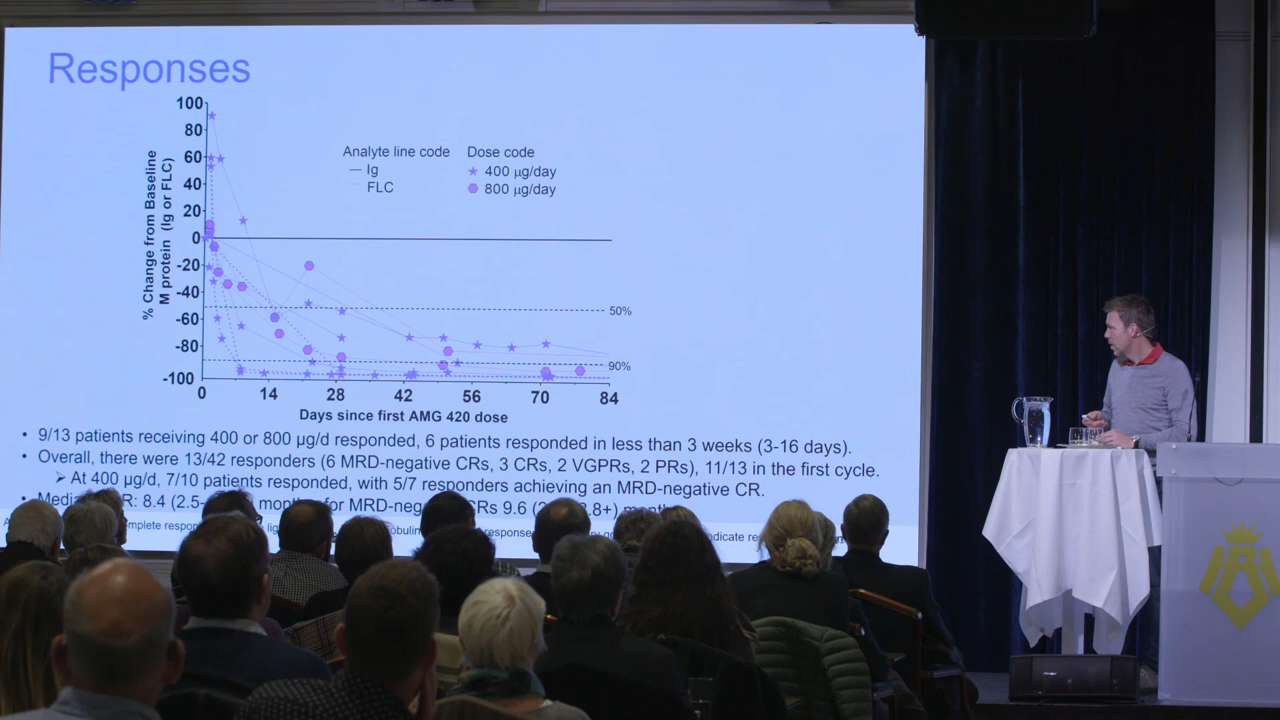 Responses
100
80
60
40
20
0
-20
-40
-60
-80
-100
% Change from Baseline
M protein (Ig or FLC)
Analyte line code
Ig
FLC
Dose code
400 µg/day
800 µg/day
50%
90%
0 14 28 42 56 70 84
Days since first AMG 420 dose
• 9/13 patients receiving 400 or 800 µg/d responded, 6 patients responded in less than 3 weeks (3-16 days).
• Overall, there were 13/42 responders (6 MRD-negative CRs, 3 CRs, 2 VGPRs, 2 PRs), 11/13 in the first cycle.
➢ At 400 µg/d, 7/10 patients responded, with 5/7 responders achieving an MRD-negative CR.
8.4 for 9.6